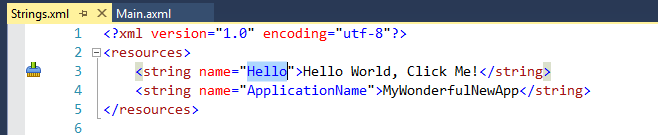 Strings.xml Main.axml
1 <?xml version="1.0" encoding="utf-8"?>
2 <resources>
3 <string name="Hello">Hello World, Click Me!</string>
4 <string name="ApplicationName">MyWonderfulNewApp</string>
5 </resources>
6